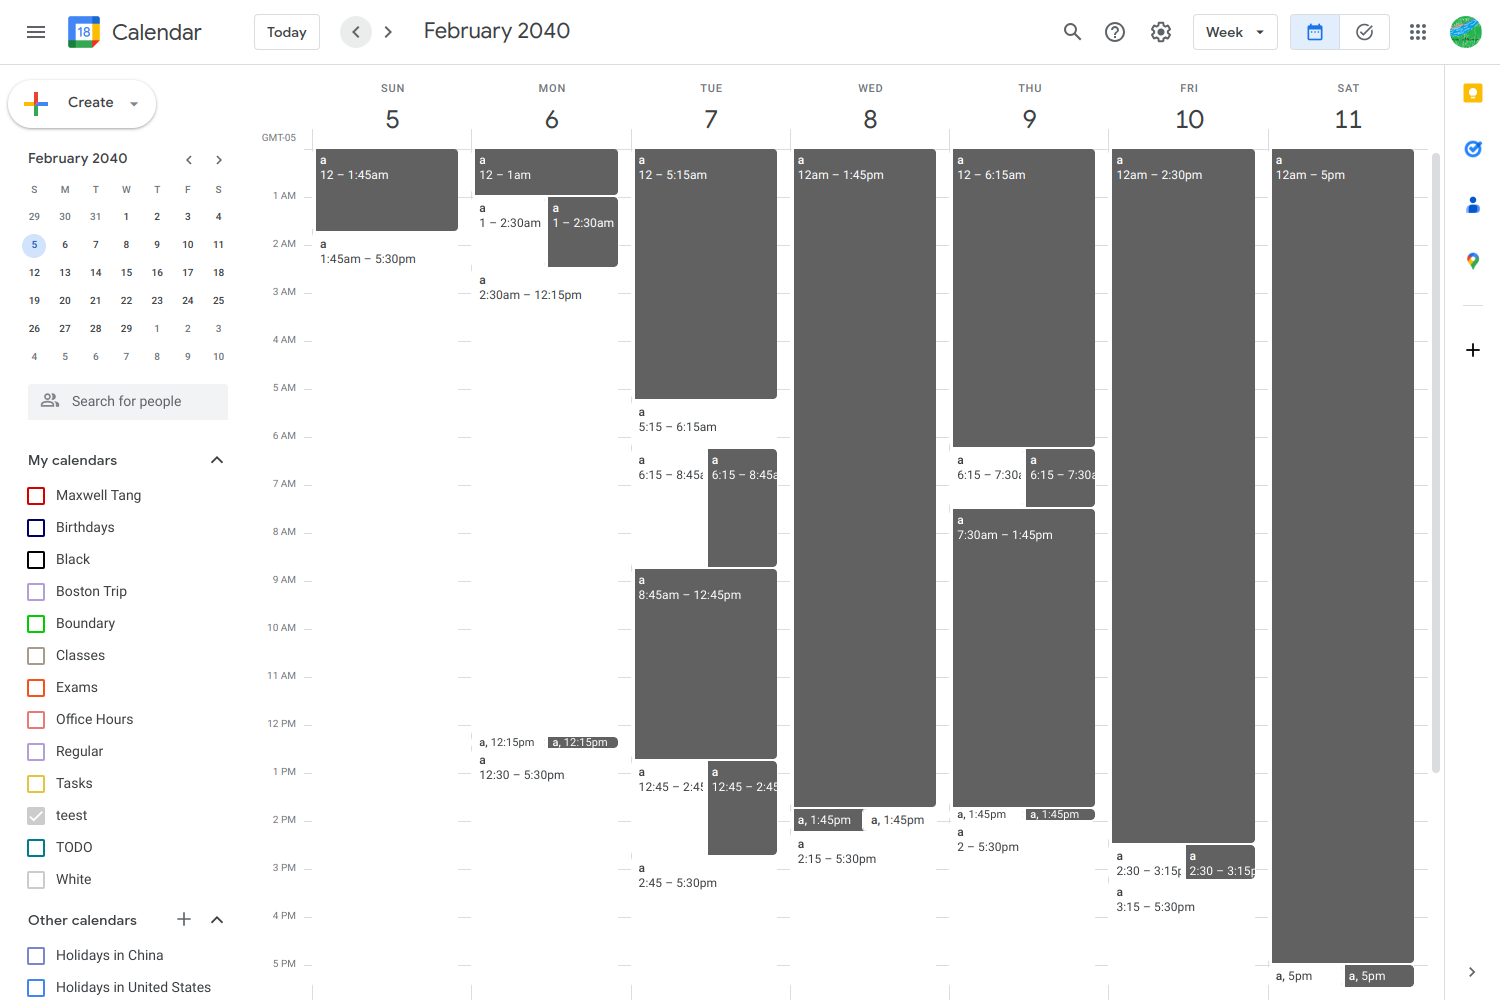 18 Calendar Today February 2040 Week
Create
February 2040
S M T W T F S
29 30 31 1 2 3 4
5 6 7 8 9 10 11
12 13 14 15 16 17 18
19 20 21 22 23 24 25
26 27 28 29 1 2 3
4 5 6 7 8 9 10
Search for people
My calendars
Maxwell Tang
Birthdays
Black
Boston Trip
Boundary
Classes
Exams
Office Hours
Regular
Tasks
teest
TODO
White
Other calendars
Holidays in China
Holidays in United States
GMT-05
1 AM
2 AM
3 AM
4 AM
5 AM
6 AM
7 AM
8 AM
9 AM
10 AM
11 AM
12 PM
1 PM
2 PM
3 PM
4 PM
5 PM
SUN
5
a
12 – 1:45am
a
1:45am – 5:30pm
MON
6
a
12 – 1am
a
1 – 2:30am
a
1 – 2:30am
a
2:30am – 12:15pm
a, 12:15pm
a, 12:15pm
a
12:30 – 5:30pm
TUE
7
a
12 – 5:15am
a
5:15 – 6:15am
a
6:15 – 8:45a
a
6:15 – 8:45a
a
8:45am – 12:45pm
a
12:45 – 2:45
a
12:45 – 2:45
a
2:45 – 5:30pm
WED
8
a
12am – 1:45pm
a, 1:45pm
a, 1:45pm
a
2:15 – 5:30pm
THU
9
a
12 – 6:15am
a
6:15 – 7:30a
a
6:15 – 7:30a
a
7:30am – 1:45pm
a, 1:45pm
a, 1:45pm
a
2 – 5:30pm
FRI
10
a
12am – 2:30pm
a
2:30 – 3:15p
a
2:30 – 3:15p
a
3:15 – 5:30pm
SAT
11
a
12am – 5pm
a, 5pm
a, 5pm